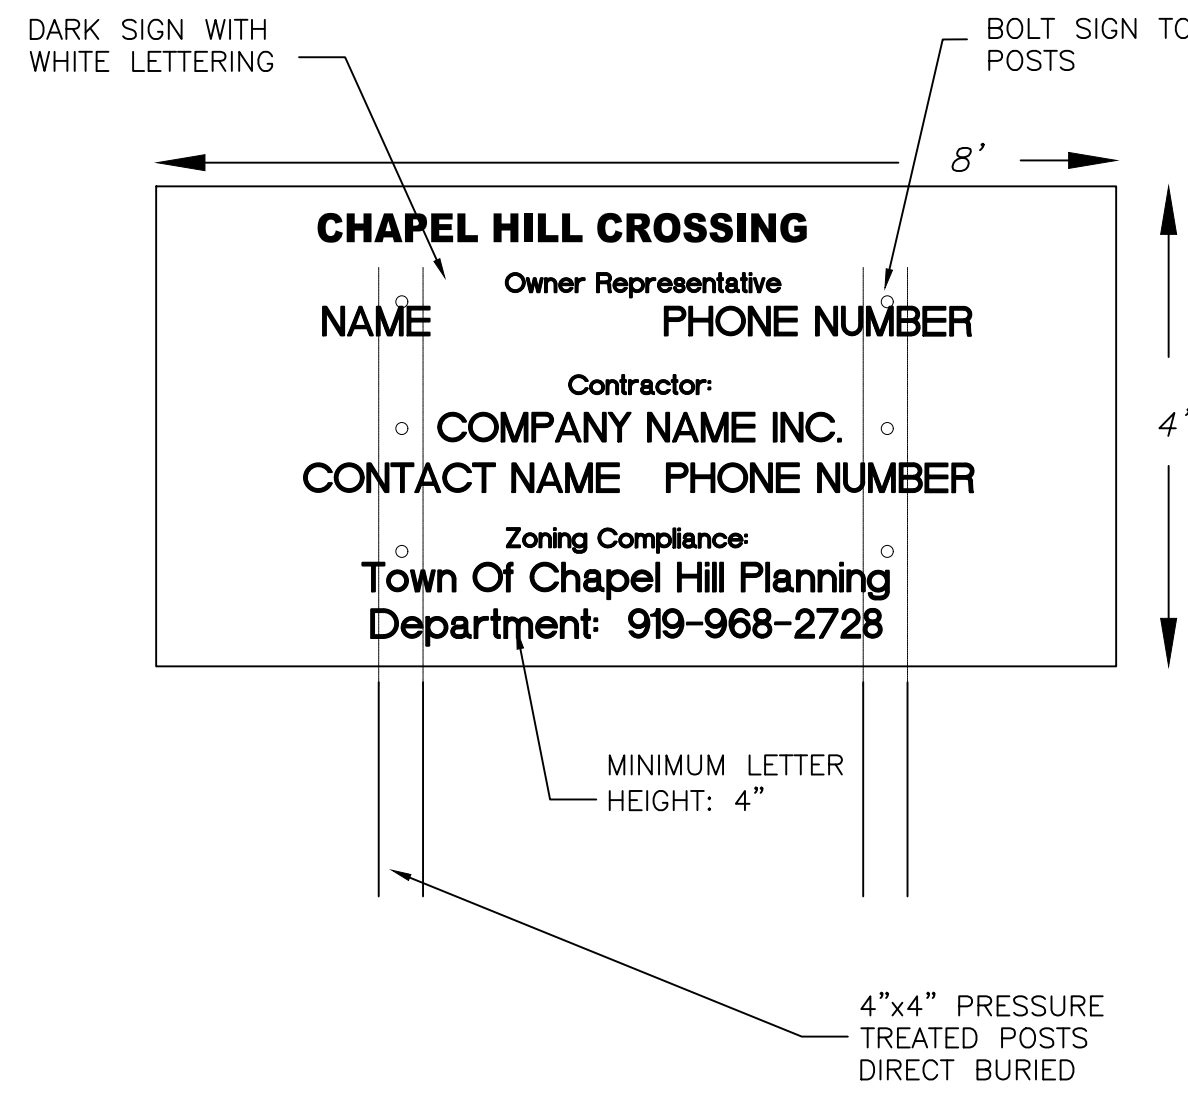 DARK SIGN WITH
WHITE LETTERING
BOLT SIGN TO
POSTS
8'
CHAPEL HILL CROSSING
Owner Representative
NAME PHONE NUMBER
Contractor:
COMPANY NAME INC.
4'
CONTACT NAME PHONE NUMBER
Zoning Compliance:
Town Of Chapel Hill Planning
Department: 919-968-2728
MINIMUM LETTER
HEIGHT: 4"
4"x4" PRESSURE
TREATED POSTS
DIRECT BURIED